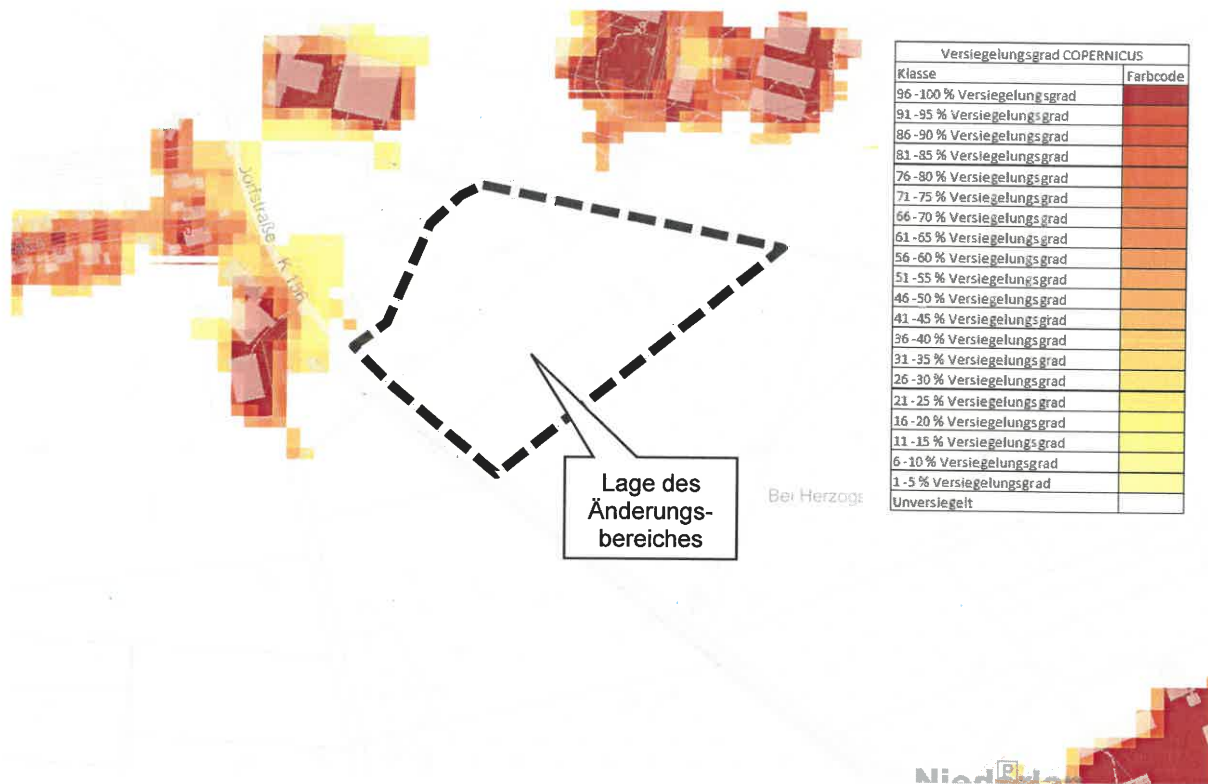 Versiegelungsgrad COPERNICUS
Klasse Farbcode
96 -100 % Versiegelungsgrad
91 -95 % Versiegelungsgrad
86 -90 % Versiegelungsgrad
81 -85 % Versiegelungsgrad
76 -80 % Versiegelungsgrad
71 -75 % Versiegelungsgrad
66 -70 % Versiegelungsgrad
61 -65 % Versiegelungsgrad
56 -60 % Versiegelungsgrad
51 -55 % Versiegelungsgrad
46 -50 % Versiegelungsgrad
41 -45 % Versiegelungsgrad
36 -40 % Versiegelungsgrad
31 -35 % Versiegelungsgrad
26 -30 % Versiegelungsgrad
21 -25 % Versiegelungsgrad
16 -20 % Versiegelungsgrad
11 -15 % Versiegelungsgrad
6 -10 % Versiegelungsgrad
1 -5 % Versiegelungsgrad
Unversiegelt
Dorfstraße
Lage des
Änderungs-
bereiches
Bei Herzogs
P